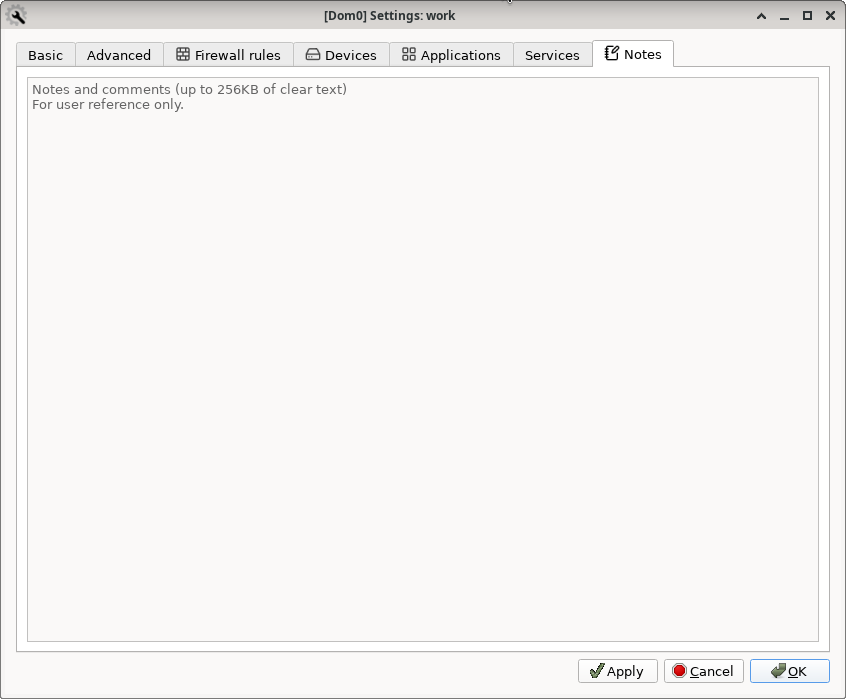 [Dom0] Settings: work
Basic Advanced Firewall rules Devices Applications Services Notes
Notes and comments (up to 256KB of clear text)
For user reference only.
Apply Cancel OK